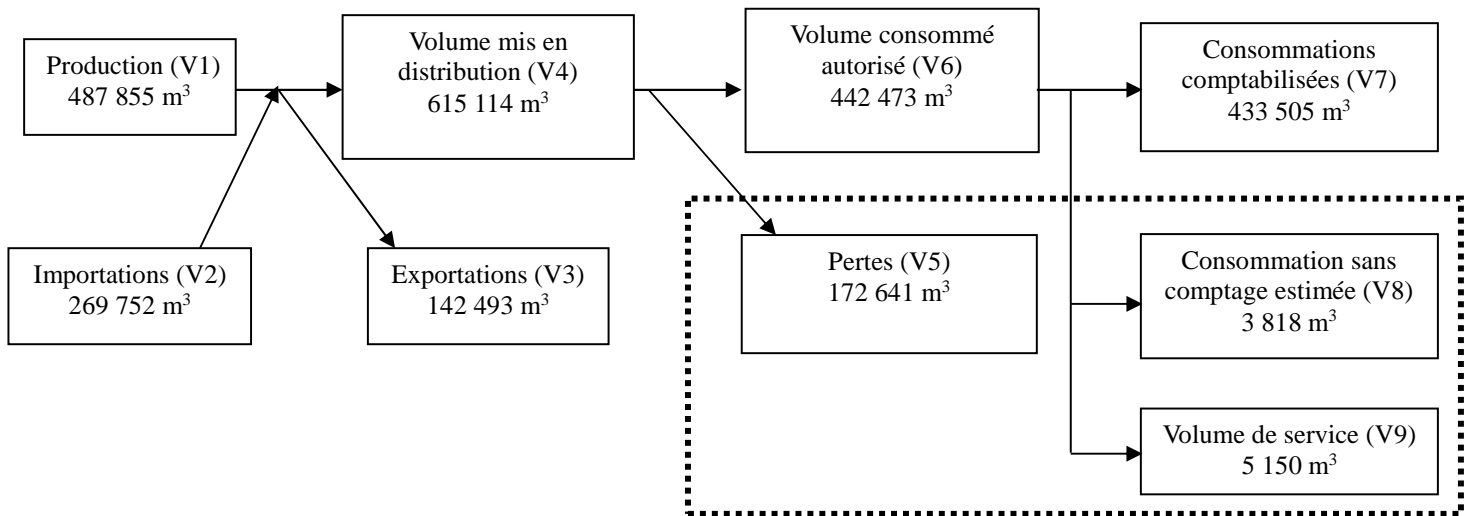 Production (V1)
487 855 m³
Volume mis en
distribution (V4)
615 114 m³
Volume consommé
autorisé (V6)
442 473 m³
Consommations
comptabilisées (V7)
433 505 m³
Importations (V2)
269 752 m³
Exportations (V3)
142 493 m³
Pertes (V5)
172 641 m³
Consommation sans
comptage estimée (V8)
3 818 m³
Volume de service (V9)
5 150 m³